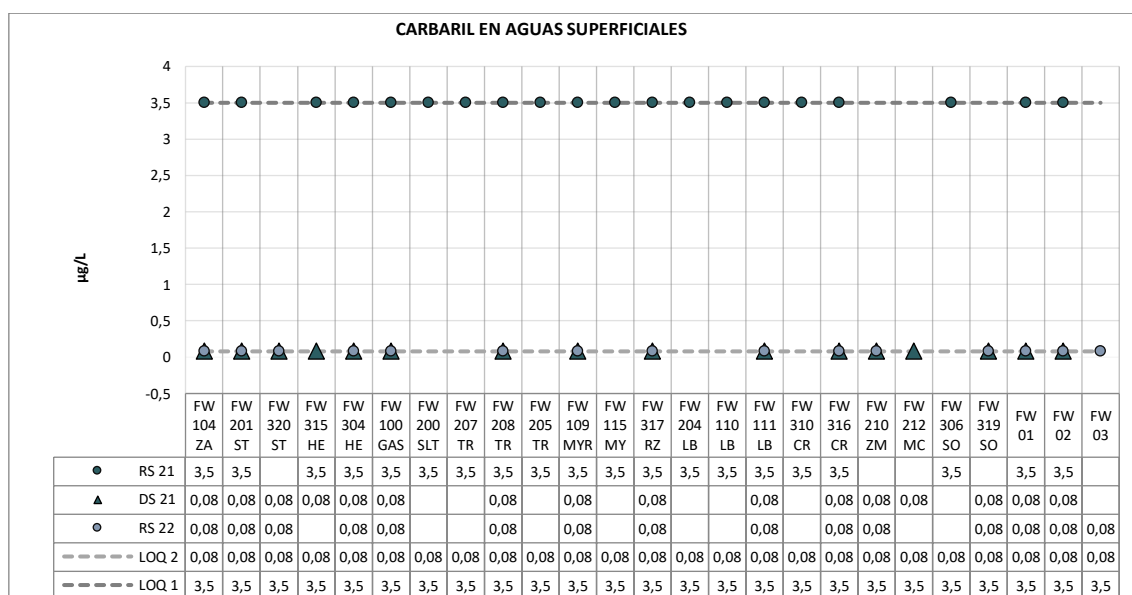 CARBARIL EN AGUAS SUPERFICIALES
4
3,5
3
2,5
2
1,5
1
0,5
0
-0,5
µg/L
FW FW FW FW FW FW FW FW FW FW FW FW FW FW FW FW FW FW FW FW FW FW FW FW FW
104 201 320 315 304 100 200 207 208 205 109 115 317 204 110 111 310 316 210 212 306 319 01 02 03
ZA ST ST HE HE GAS SLT TR TR TR MYR MY RZ LB LB LB CR CR ZM MC SO SO
RS 21 3,5 3,5 3,5 3,5 3,5 3,5 3,5 3,5 3,5 3,5 3,5 3,5 3,5 3,5 3,5 3,5 3,5 3,5 3,5 3,5
DS 21 0,08 0,08 0,08 0,08 0,08 0,08 0,08 0,08 0,08 0,08 0,08 0,08 0,08 0,08 0,08 0,08
RS 22 0,08 0,08 0,08 0,08 0,08 0,08 0,08 0,08 0,08 0,08 0,08 0,08 0,08 0,08 0,08
LOQ 2 0,08 0,08 0,08 0,08 0,08 0,08 0,08 0,08 0,08 0,08 0,08 0,08 0,08 0,08 0,08 0,08 0,08 0,08 0,08 0,08 0,08 0,08 0,08 0,08 0,08
LOQ 1 3,5 3,5 3,5 3,5 3,5 3,5 3,5 3,5 3,5 3,5 3,5 3,5 3,5 3,5 3,5 3,5 3,5 3,5 3,5 3,5 3,5 3,5 3,5 3,5 3,5